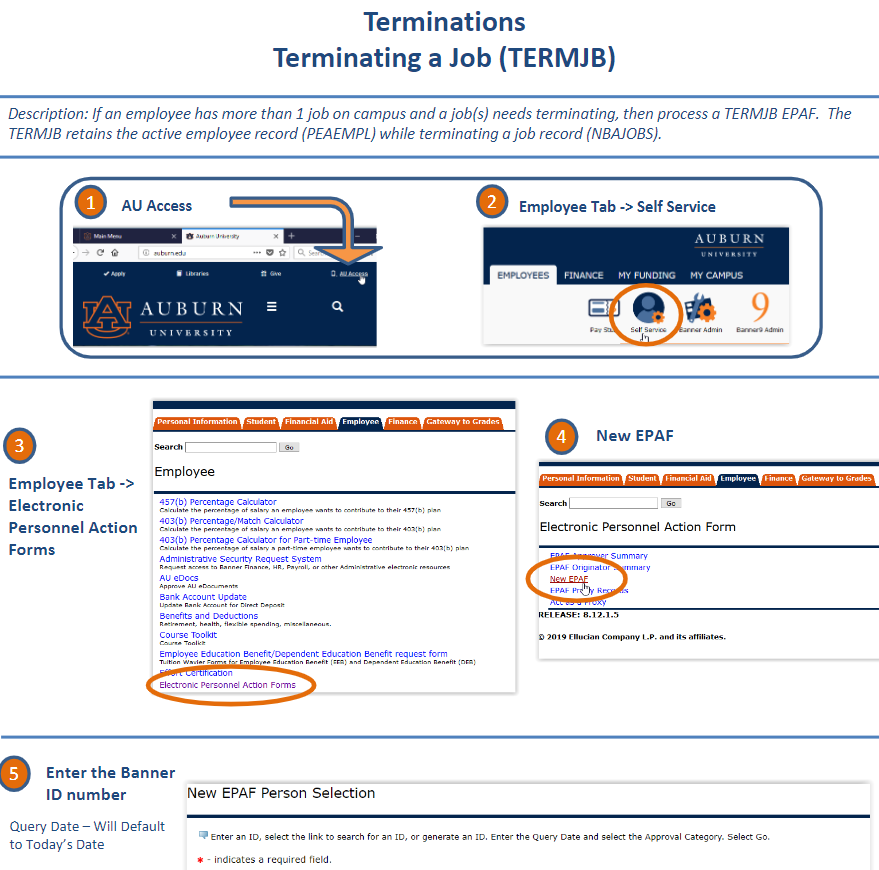 Terminations
Terminating a Job (TERMJB)
Description: If an employee has more than 1 job on campus and a job(s) needs terminating, then process a TERMJB EPAF. The
TERMJB retains the active employee record (PEAEMPL) while terminating a job record (NBAJOBS).
1 AU Access
Main Menu
Auburn University
auburn.edu
Apply
Libraries
Give
AU Access
AUBURN
UNIVERSITY
2 Employee Tab -> Self Service
AUBURN
UNIVERSITY
EMPLOYEES FINANCE MY FUNDING MY CAMPUS
Self Service
Banner Admin
9
Banner9 Admin
3
Employee Tab ->
Electronic
Personnel Action
Forms
Personal Information Student Financial Aid Employee Finance Gateway to Grades
Search Go
Employee
457(b) Percentage Calculator
Calculate the percentage of salary an employee wants to contribute to their 457(b) plan
403(b) Percentage/Match Calculator
Calculate the percentage of salary an employee wants to contribute to their 403(b) plan
403(b) Percentage Calculator for Part-time Employee
Calculate the percentage of salary a part-time employee wants to contribute to their 403(b) plan
Administrative Security Request System
Request access to Banner Finance, HR, Payroll, or other Administrative electronic resources
AU eDocs
Approve AU eDocuments
Bank Account Update
Update Bank Account for Direct Deposit
Benefits and Deductions
Retirement, health, flexible spending, miscellaneous.
Course Toolkit
Course Toolkit
Employee Education Benefit/Dependent Education Benefit request form
Tuition Wavier Forms for Employee Education Benefit (EEB) and Dependent Education Benefit (DEB)
Effort Certification
Electronic Personnel Action Forms
4 New EPAF
Personal Information Student Financial Aid Employee Finance Gateway to Grades
Search Go
Electronic Personnel Action Form
EPAF Approver Summary
EPAF Originator Summary
New EPAF
EPAF Proxy Records
Act as a Proxy
RELEASE: 8.12.1.5
© 2019 Ellucian Company L.P. and its affiliates.
5 Enter the Banner
ID number
Query Date – Will Default
to Today's Date
New EPAF Person Selection
Enter an ID, select the link to search for an ID, or generate an ID. Enter the Query Date and select the Approval Category. Select Go.
* - indicates a required field.